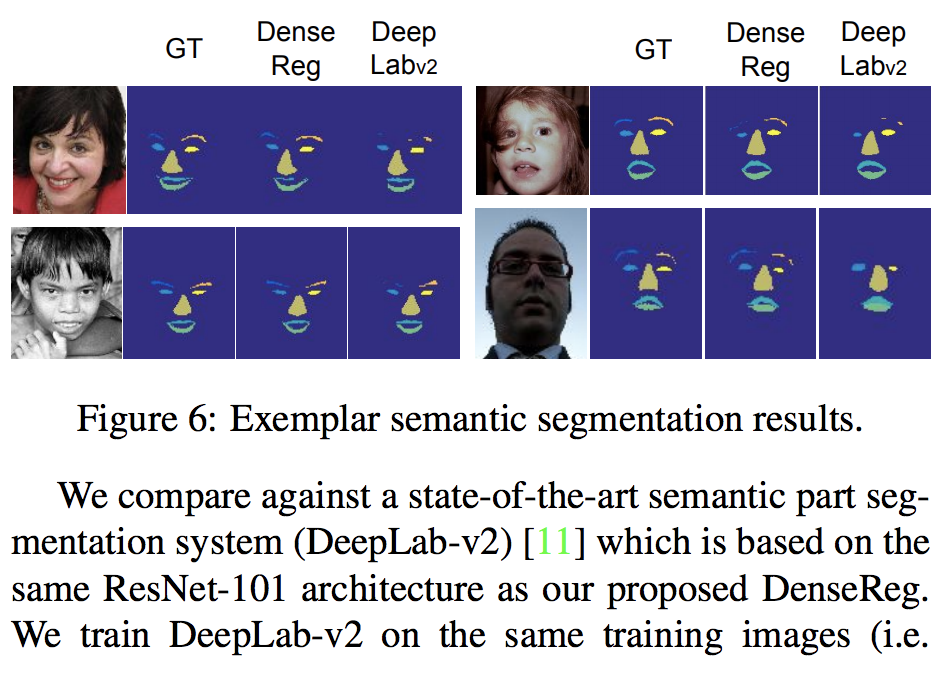 GT Dense Reg Deep Labv2 GT Dense Reg Deep Labv2
Figure 6: Exemplar semantic segmentation results.
We compare against a state-of-the-art semantic part seg-
mentation system (DeepLab-v2) [11] which is based on the
same ResNet-101 architecture as our proposed DenseReg.
We train DeepLab-v2 on the same training images (i.e.